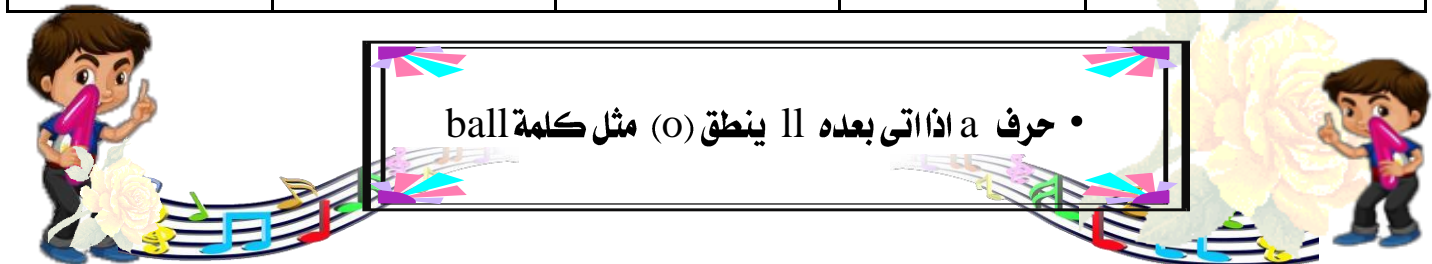 • حرف a اذا اتى بعده ll ينطق (o) مثل كلمة ball